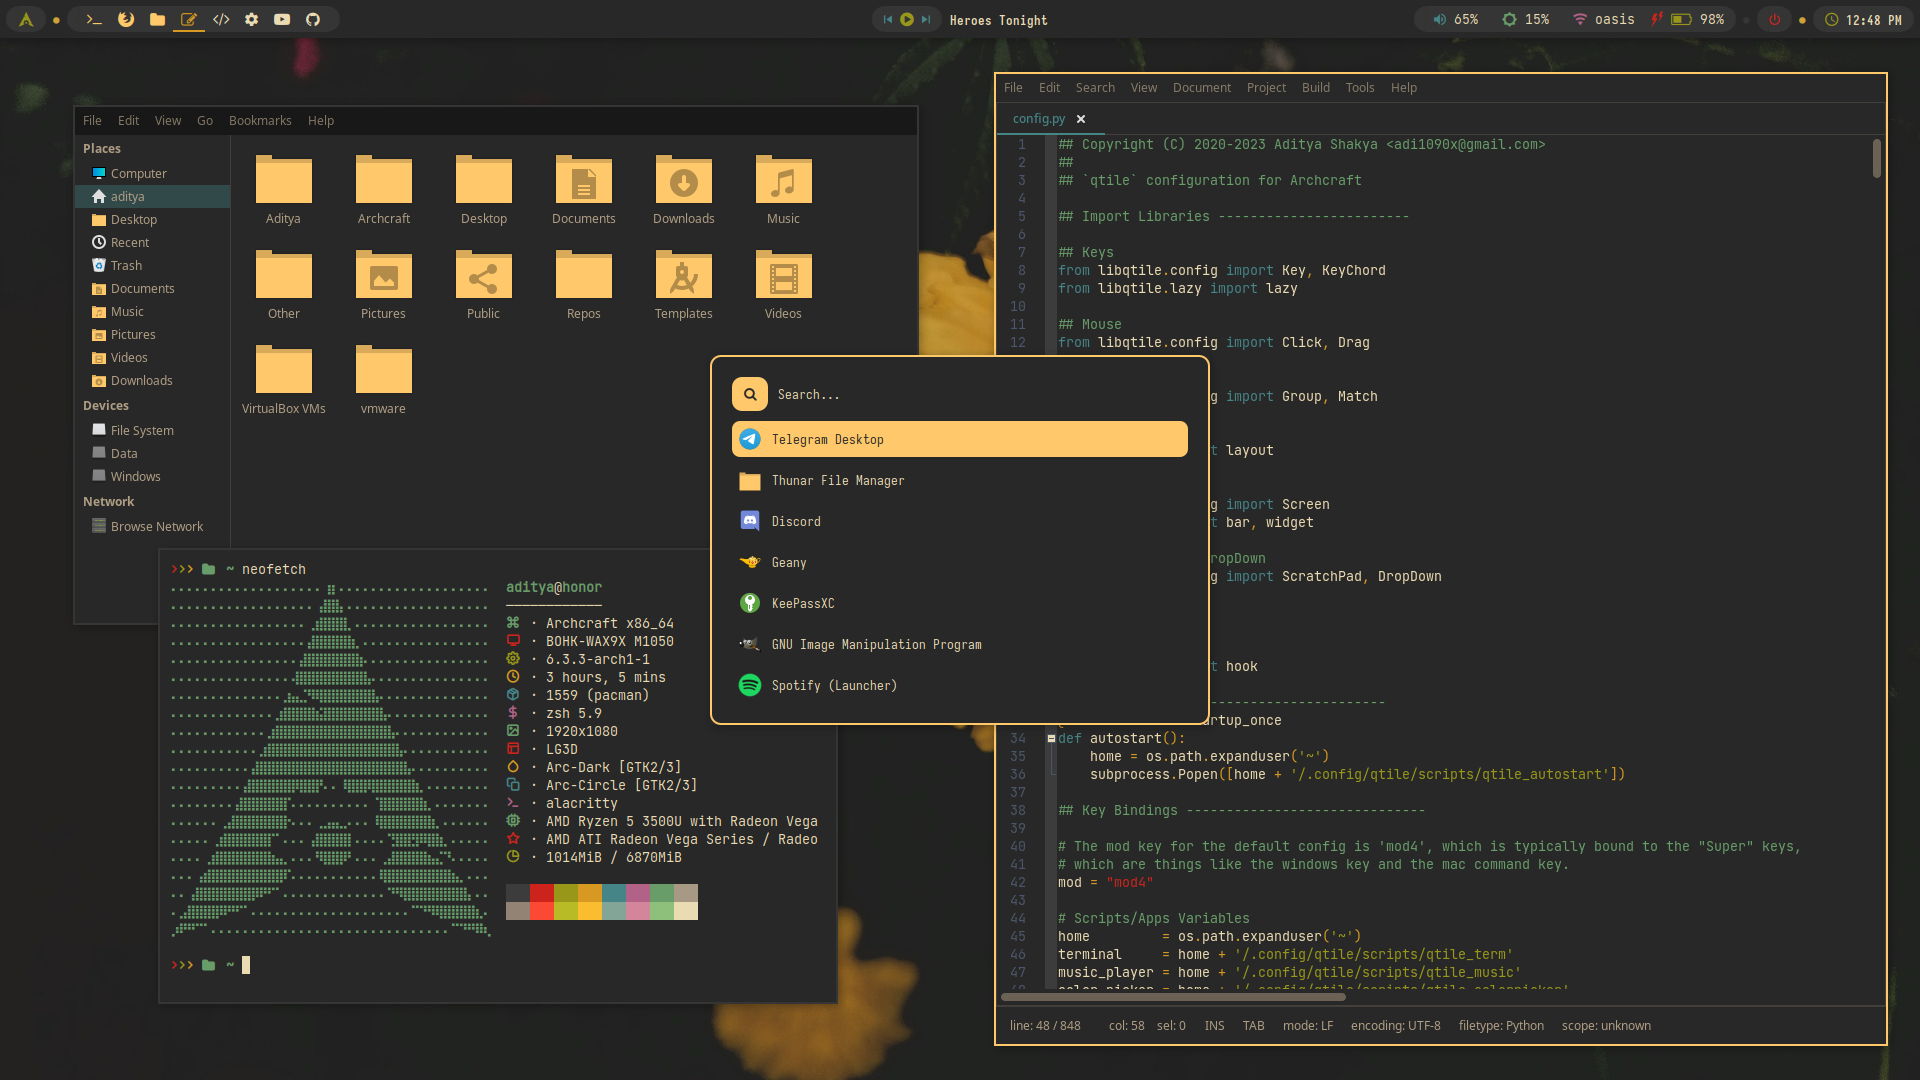 Heroes Tonight
65%
15%
oasis
98%
12:48 PM
File Edit View Go Bookmarks Help
Places
Computer
aditya
Desktop
Recent
Trash
Documents
Music
Pictures
Videos
Downloads
Devices
File System
Data
Windows
Network
Browse Network
Aditya Archcraft Desktop Documents Downloads Music
Other Pictures Public Repos Templates Videos
VirtualBox VMs vmware
>>> ~ neofetch
aditya@honor
· Archcraft x86_64
· BOHK-WAX9X M1050
· 6.3.3-arch1-1
· 3 hours, 5 mins
· 1559 (pacman)
· zsh 5.9
· 1920x1080
· LG3D
· Arc-Dark [GTK2/3]
· Arc-Circle [GTK2/3]
· alacritty
· AMD Ryzen 5 3500U with Radeon Vega
· AMD ATI Radeon Vega Series / Radeo
· 1014MiB / 6870MiB
>>> ~
Search...
Telegram Desktop
Thunar File Manager
Discord
Geany
KeePassXC
GNU Image Manipulation Program
Spotify (Launcher)
File Edit Search View Document Project Build Tools Help
config.py
1 ## Copyright (C) 2020-2023 Aditya Shakya <adi1090x@gmail.com>
2 ##
3 ## `qtile` configuration for Archcraft
4
5 ## Import Libraries ------------------------
6
7 ## Keys
8 from libqtile.config import Key, KeyChord
9 from libqtile.lazy import lazy
10
11 ## Mouse
12 from libqtile.config import Click, Drag
g import Group, Match
t layout
g import Screen
t bar, widget
ropDown
g import ScratchPad, DropDown
t hook
----------------------
artup_once
34 def autostart():
35 home = os.path.expanduser('~')
36 subprocess.Popen([home + '/.config/qtile/scripts/qtile_autostart'])
37
38 ## Key Bindings ------------------------------
39
40 # The mod key for the default config is 'mod4', which is typically bound to the "Super" keys,
41 # which are things like the windows key and the mac command key.
42 mod = "mod4"
43
44 # Scripts/Apps Variables
45 home = os.path.expanduser('~')
46 terminal = home + '/.config/qtile/scripts/qtile_term'
47 music_player = home + '/.config/qtile/scripts/qtile_music'
line: 48 / 848 col: 58 sel: 0 INS TAB mode: LF encoding: UTF-8 filetype: Python scope: unknown